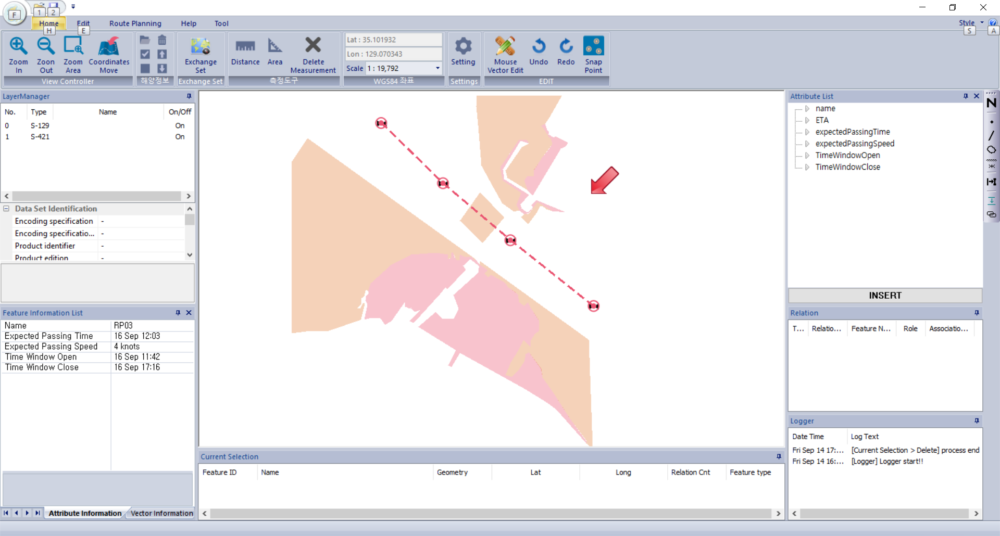 F
1 2
Home Edit Route Planning Help Tool
H E
Style
S A
Zoom In
Zoon Out
Zoom Area
Coordinates Move
View Controller
해양정보
Exchange Set
Exchange Set
Distance
Area
Delete Measurement
측정도구
Lat : 35.101932
Lon : 129.070343
Scale 1 : 19,792
WGS84 좌표
Setting
Settings
Mouse Vector Edit
Undo
Redo
Snap Point
EDIT
LayerManager
No. Type Name On/Off
0 S-129 On
1 S-421 On
Data Set Identification
Encoding specification -
Encoding specificatio... -
Product identifier -
Product edition -
Feature Information List
Name RP03
Expected Passing Time 16 Sep 12:03
Expected Passing Speed 4 knots
Time Window Open 16 Sep 11:42
Time Window Close 16 Sep 17:16
Attribute Information Vector Information
Current Selection
Feature ID Name Geometry Lat Long Relation Cnt Feature type
Attribute List
name
ETA
expectedPassingTime
expectedPassingSpeed
TimeWindowOpen
TimeWindowClose
INSERT
Relation
T... Relatio... Feature N... Role Associatio...
Logger
Date Time Log Text
Fri Sep 14 17:... [Current Selection > Delete] process end
Fri Sep 14 16:... [Logger] Logger start!!
N